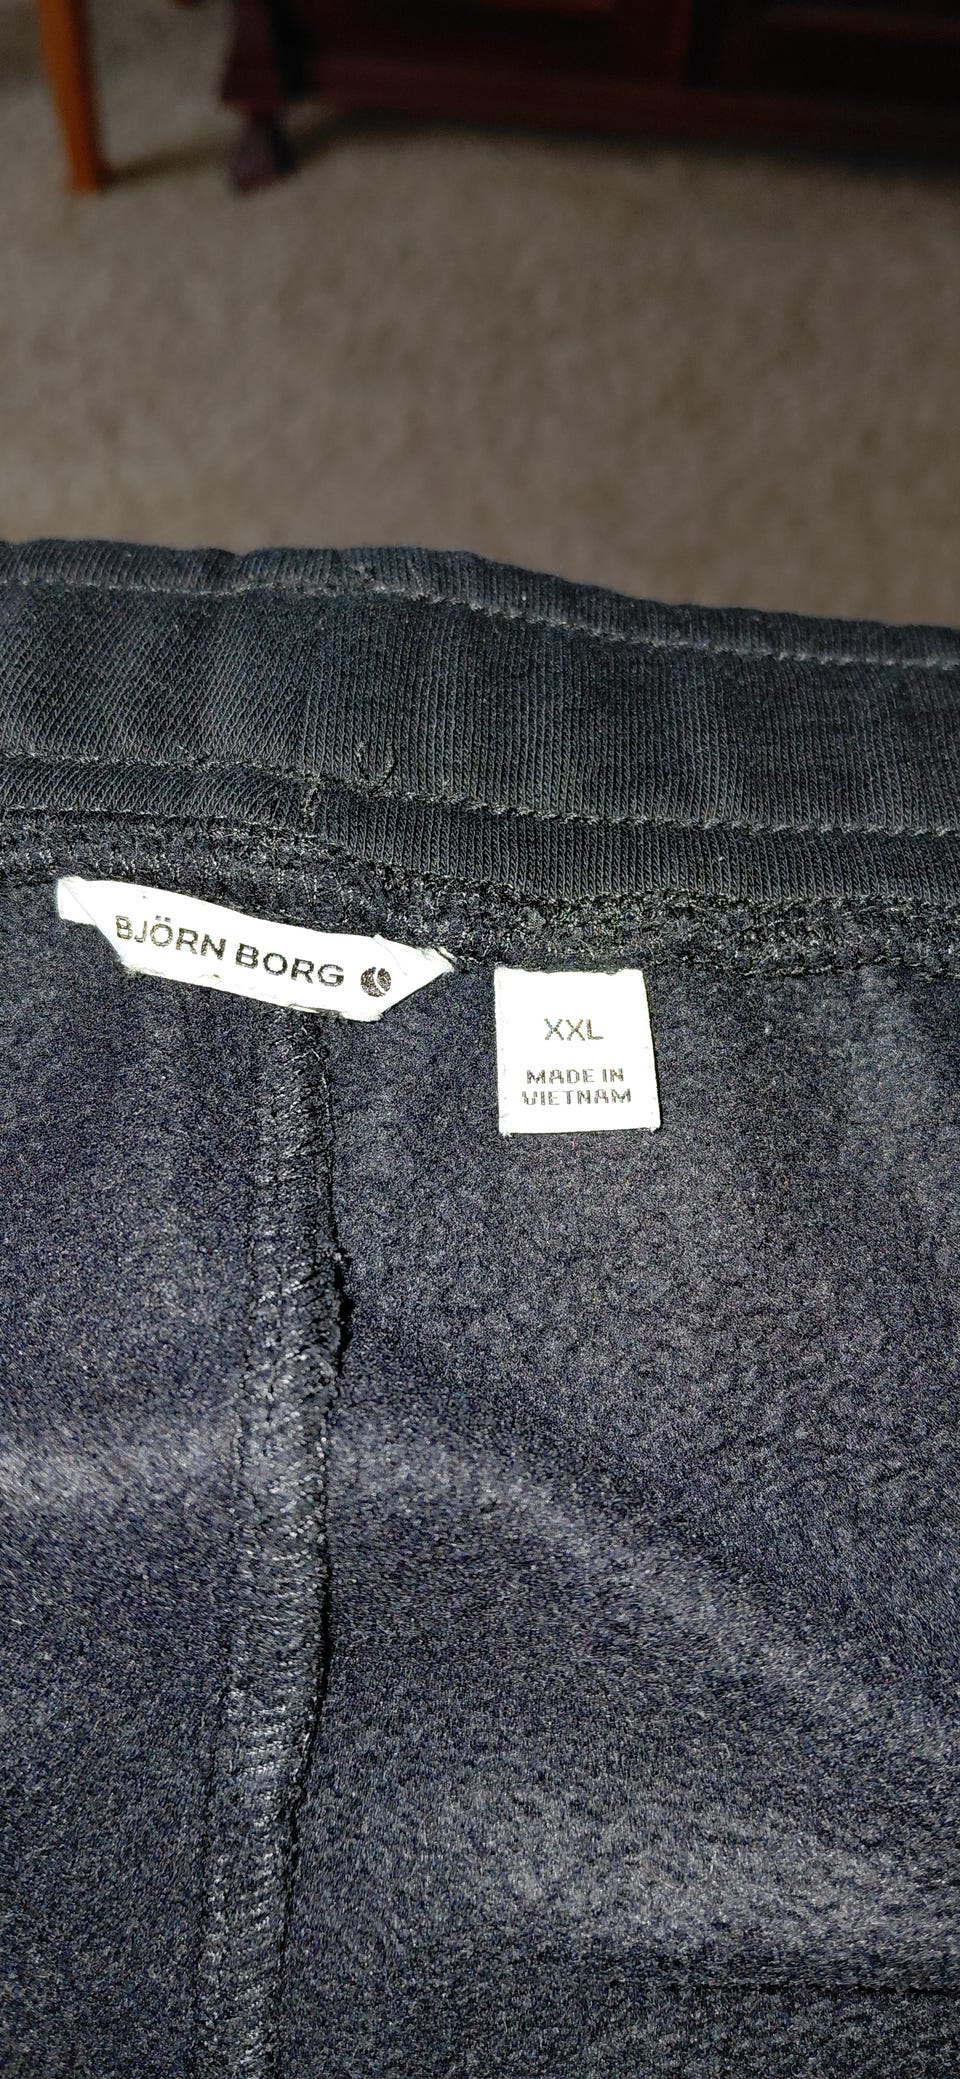 BJÖRN BORG
XXL
MADE IN
VIETNAM